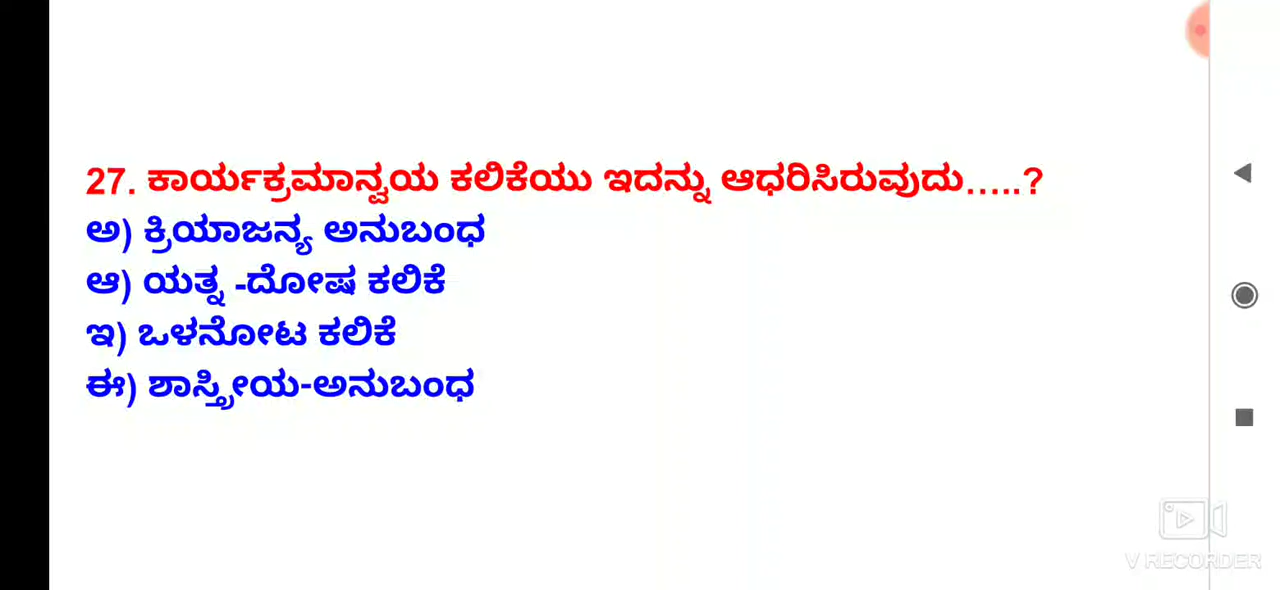 27. ಕಾರ್ಯಕ್ರಮಾನ್ವಯ ಕಲಿಕೆಯು ಇದನ್ನು ಆಧರಿಸಿರುವುದು.....?
ಅ) ಕ್ರಿಯಾಜನ್ಯ ಅನುಬಂಧ
ಆ) ಯತ್ನ -ದೋಷ ಕಲಿಕೆ
ಇ) ಒಳನೋಟ ಕಲಿಕೆ
ಈ) ಶಾಸ್ತ್ರೀಯ-ಅನುಬಂಧ
V RECORDER